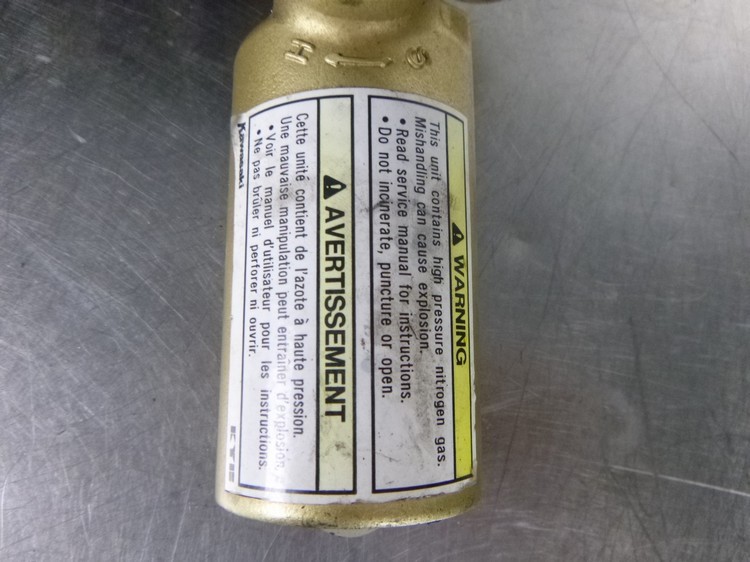 WARNING
This unit contains high pressure nitrogen gas.
Mishandling can cause explosion.
• Read service manual for instructions.
• Do not incinerate, puncture or open.
AVERTISSEMENT
Cette unité contient de l'azote à haute pression.
Une mauvaise manipulation peut entraîner d'explosion.
• Voir le manuel d'utilisateur pour les instructions.
• Ne pas brûler ni perforer ni ouvrir.
Kawasaki